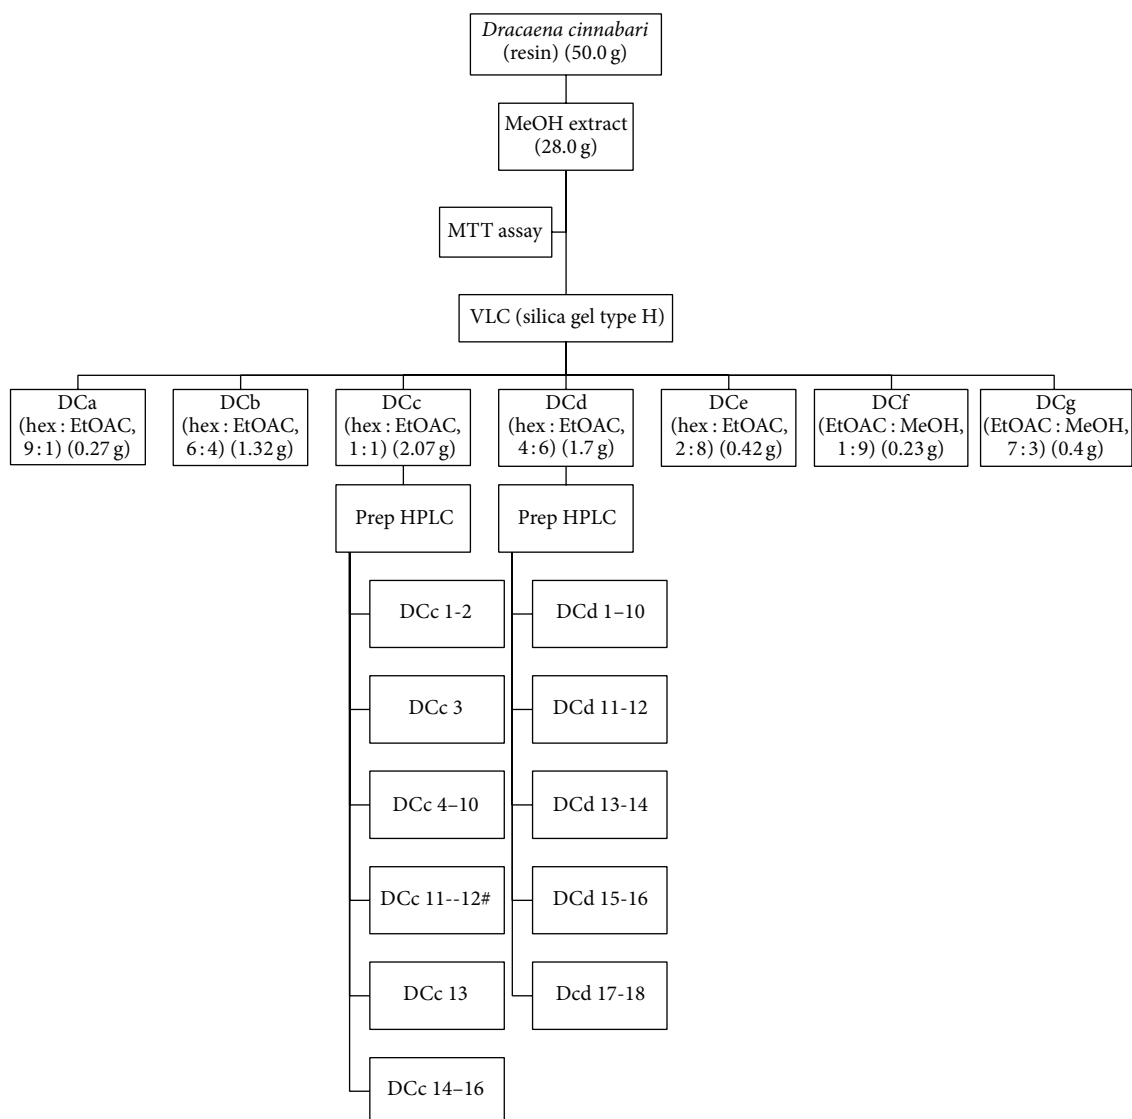 Dracaena cinnabari
(resin) (50.0 g)
MeOH extract
(28.0 g)
MTT assay
VLC (silica gel type H)
DCa
(hex : EtOAC,
9 : 1) (0.27 g)
DCb
(hex : EtOAC,
6 : 4) (1.32 g)
DCc
(hex : EtOAC,
1 : 1) (2.07 g)
DCd
(hex : EtOAC,
4 : 6) (1.7 g)
DCe
(hex : EtOAC,
2 : 8) (0.42 g)
DCf
(EtOAC : MeOH,
1 : 9) (0.23 g)
DCg
(EtOAC : MeOH,
7 : 3) (0.4 g)
Prep HPLC
Prep HPLC
DCc 1-2
DCd 1–10
DCc 3
DCd 11-12
DCc 4–10
DCd 13-14
DCc 11--12#
DCd 15-16
DCc 13
Dcd 17-18
DCc 14–16